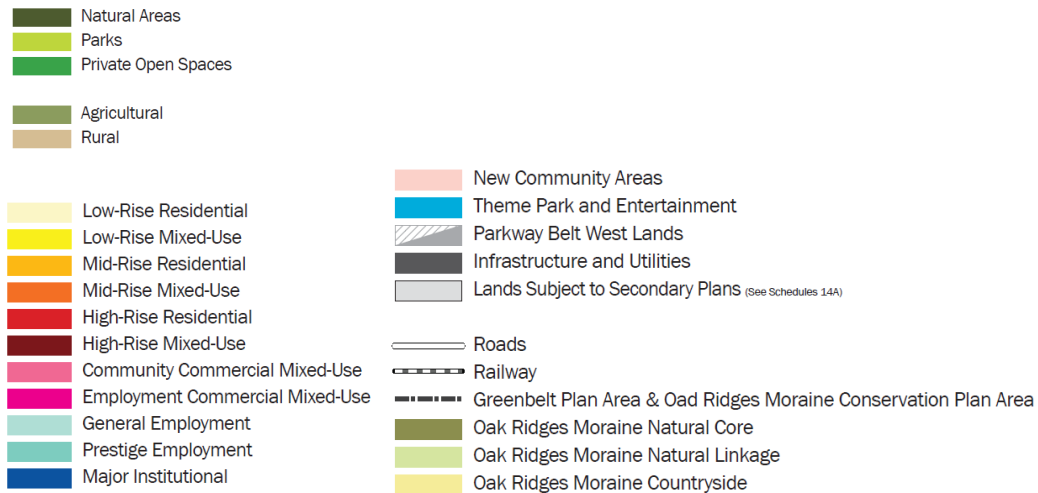 Natural Areas
Parks
Private Open Spaces
Agricultural
Rural
Low-Rise Residential
Low-Rise Mixed-Use
Mid-Rise Residential
Mid-Rise Mixed-Use
High-Rise Residential
High-Rise Mixed-Use
Community Commercial Mixed-Use
Employment Commercial Mixed-Use
General Employment
Prestige Employment
Major Institutional
New Community Areas
Theme Park and Entertainment
Parkway Belt West Lands
Infrastructure and Utilities
Lands Subject to Secondary Plans (See Schedules 14A)
Roads
Railway
Greenbelt Plan Area & Oad Ridges Moraine Conservation Plan Area
Oak Ridges Moraine Natural Core
Oak Ridges Moraine Natural Linkage
Oak Ridges Moraine Countryside